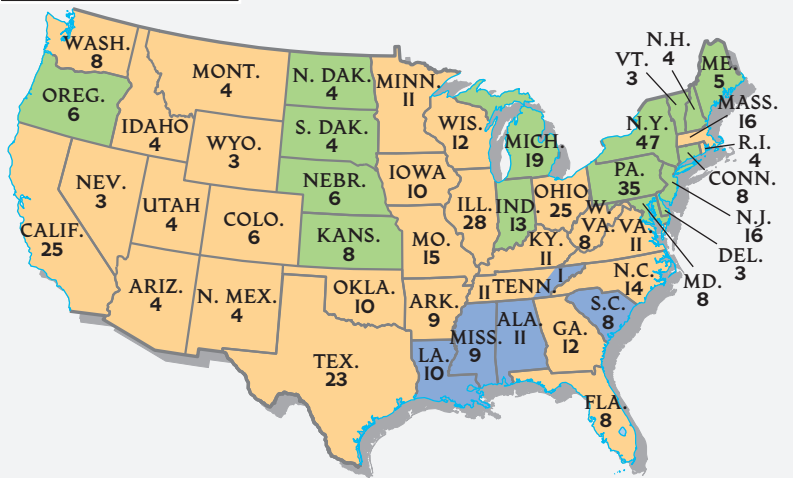 N.H.
4
VT.
3
WASH.
8
ME.
5
MONT.
4
N. DAK.
4
MINN.
11
OREG.
6
MASS.
16
IDAHO
4
S. DAK.
4
WIS.
12
MICH.
19
N.Y.
47
R.I.
4
WYO.
3
PA.
35
CONN.
8
NEV.
3
NEBR.
6
IOWA
10
UTAH
4
COLO.
6
ILL.
28
IND.
13
OHIO
25
N.J.
16
CALIF.
25
KANS.
8
MO.
15
KY.
11
W.
VA.
8
VA.
11
DEL.
3
MD.
8
ARIZ.
4
N. MEX.
4
OKLA.
10
ARK.
9
11 TENN. 1
N.C.
14
S.C.
8
TEX.
23
LA.
10
MISS.
9
ALA.
11
GA.
12
FLA.
8